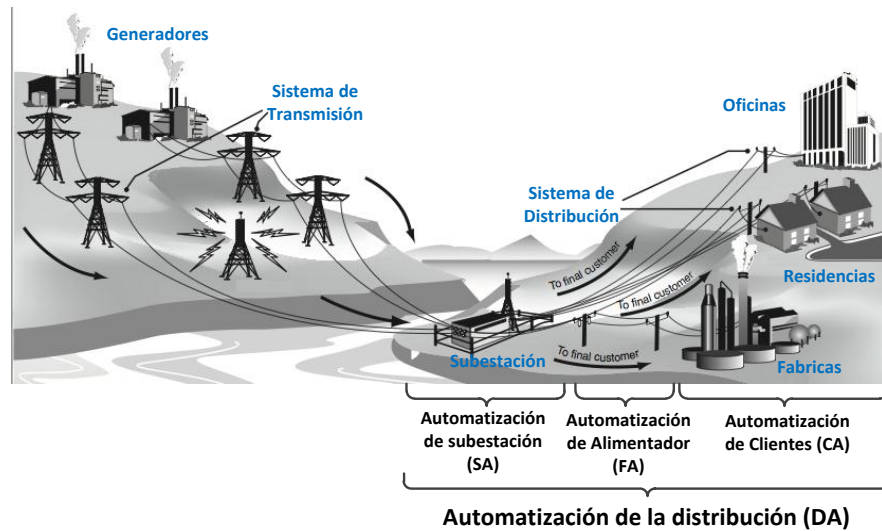 Generadores
Sistema de
Transmisión
Oficinas
Sistema de
Distribución
Residencias
To final customer
To final customer
To final customer
Subestación
Fabricas
Automatización
de subestación
(SA)
Automatización
de Alimentador
(FA)
Automatización
de Clientes (CA)
Automatización de la distribución (DA)